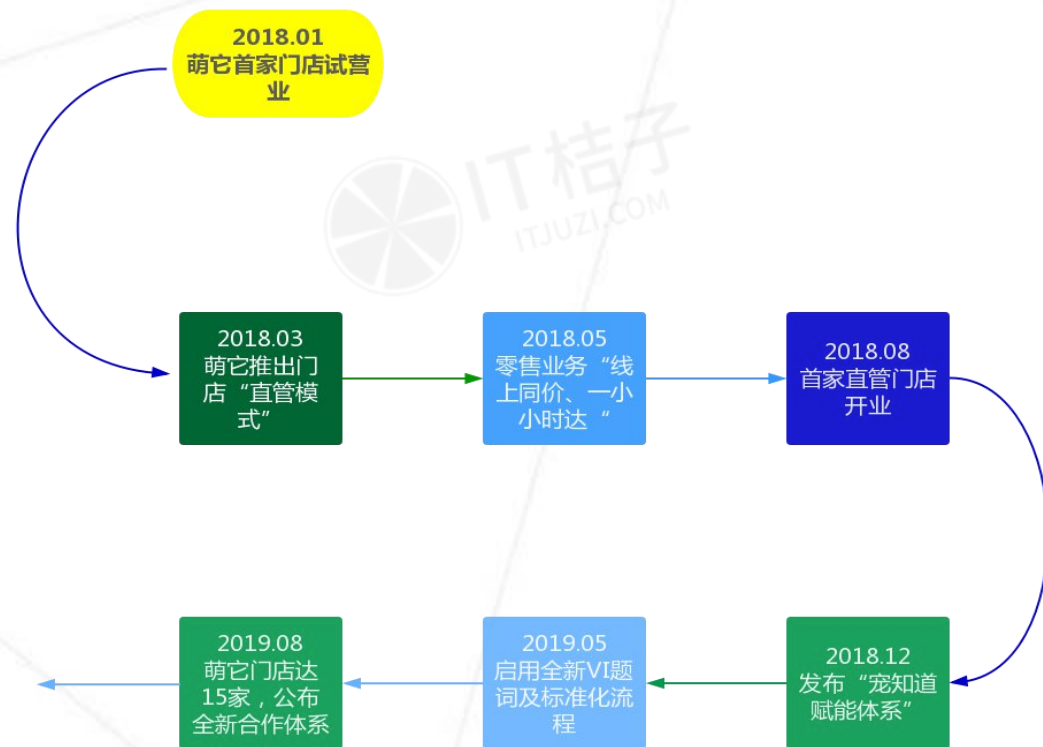 2018.01
萌它首家门店试营
业
IT桔子
ITJUZI.COM
2018.03
萌它推出门
店“直管模
式”
2018.05
零售业务“线
上同价、一小
小时达“
2018.08
首家直管门店
开业
2019.08
萌它门店达
15家，公布
全新合作体系
2019.05
启用全新VI题
词及标准化流
程
2018.12
发布“宠知道
赋能体系”